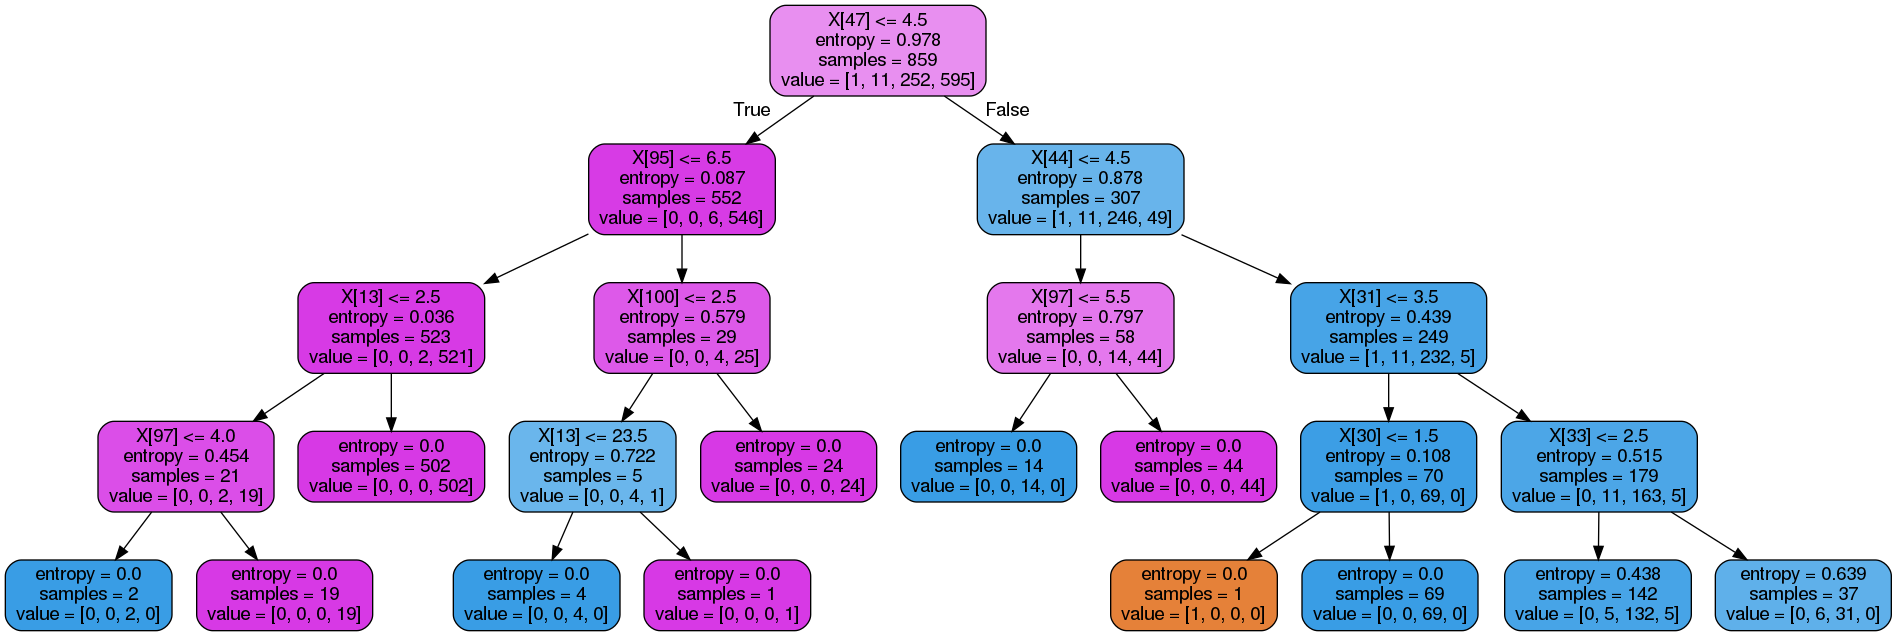 X[47] <= 4.5
entropy = 0.978
samples = 859
value = [1, 11, 252, 595]
True
False
X[95] <= 6.5
entropy = 0.087
samples = 552
value = [0, 0, 6, 546]
X[44] <= 4.5
entropy = 0.878
samples = 307
value = [1, 11, 246, 49]
X[13] <= 2.5
entropy = 0.036
samples = 523
value = [0, 0, 2, 521]
X[100] <= 2.5
entropy = 0.579
samples = 29
value = [0, 0, 4, 25]
X[97] <= 5.5
entropy = 0.797
samples = 58
value = [0, 0, 14, 44]
X[31] <= 3.5
entropy = 0.439
samples = 249
value = [1, 11, 232, 5]
X[97] <= 4.0
entropy = 0.454
samples = 21
value = [0, 0, 2, 19]
entropy = 0.0
samples = 502
value = [0, 0, 0, 502]
X[13] <= 23.5
entropy = 0.722
samples = 5
value = [0, 0, 4, 1]
entropy = 0.0
samples = 24
value = [0, 0, 0, 24]
entropy = 0.0
samples = 14
value = [0, 0, 14, 0]
entropy = 0.0
samples = 44
value = [0, 0, 0, 44]
X[30] <= 1.5
entropy = 0.108
samples = 70
value = [1, 0, 69, 0]
X[33] <= 2.5
entropy = 0.515
samples = 179
value = [0, 11, 163, 5]
entropy = 0.0
samples = 2
value = [0, 0, 2, 0]
entropy = 0.0
samples = 19
value = [0, 0, 0, 19]
entropy = 0.0
samples = 4
value = [0, 0, 4, 0]
entropy = 0.0
samples = 1
value = [0, 0, 0, 1]
entropy = 0.0
samples = 1
value = [1, 0, 0, 0]
entropy = 0.0
samples = 69
value = [0, 0, 69, 0]
entropy = 0.438
samples = 142
value = [0, 5, 132, 5]
entropy = 0.639
samples = 37
value = [0, 6, 31, 0]